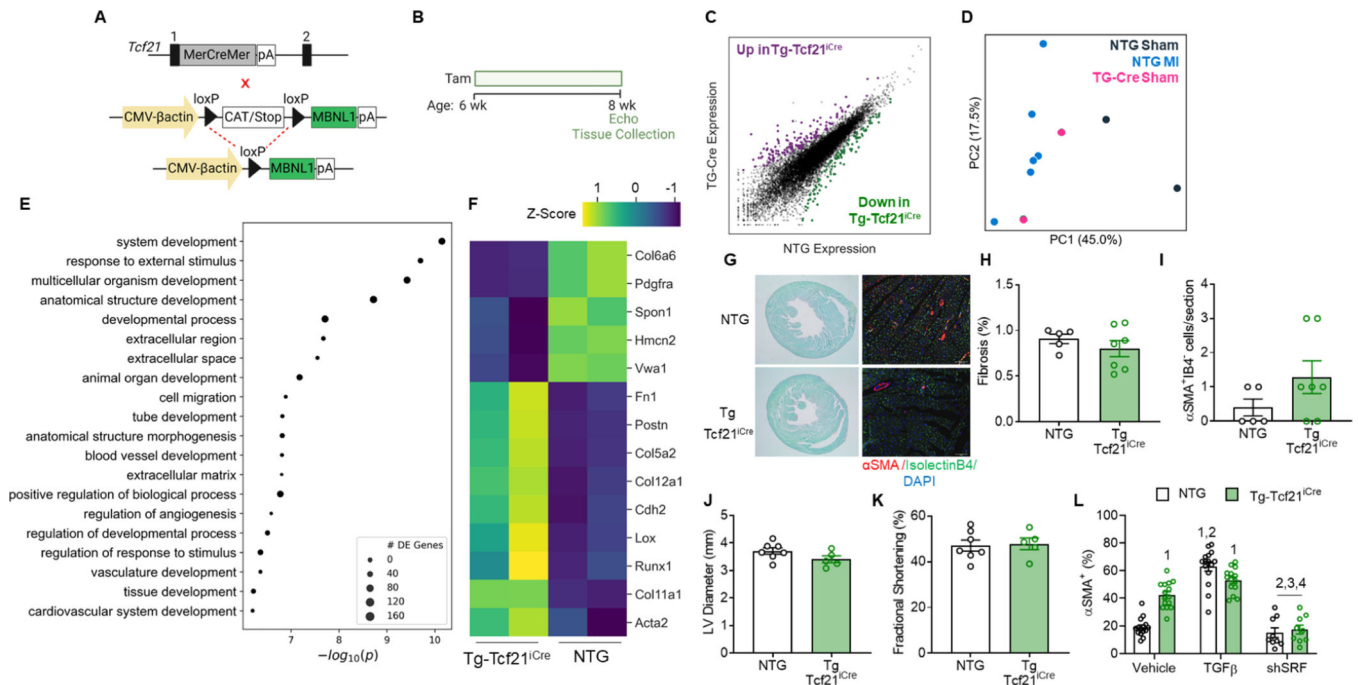 A
1
2
Tcf21
MerCreMer
pA
X
loxP
loxP
CMV-βactin
CAT/Stop
MBNL1
pA
loxP
CMV-βactin
MBNL1
pA
B
Tam
Age: 6 wk
8 wk
Echo
Tissue Collection
C
Up in Tg-Tcf21iCre
TG-Cre Expression
Down in
Tg-Tcf21iCre
NTG Expression
D
NTG Sham
NTG MI
TG-Cre Sham
PC2 (17.5%)
PC1 (45.0%)
E
system development
response to external stimulus
multicellular organism development
anatomical structure development
developmental process
extracellular region
extracellular space
animal organ development
cell migration
tube development
anatomical structure morphogenesis
blood vessel development
extracellular matrix
positive regulation of biological process
regulation of angiogenesis
regulation of developmental process
regulation of response to stimulus
vasculature development
tissue development
cardiovascular system development
# DE Genes
0
40
80
120
160
7 8 9 10
−log10(p)
F
1 0 -1
Z-Score
Col6a6
Pdgfra
Spon1
Hmcn2
Vwa1
Fn1
Postn
Col5a2
Col12a1
Cdh2
Lox
Runx1
Col11a1
Acta2
Tg-Tcf21iCre NTG
G
NTG
Tg
Tcf21iCre
αSMA/IsolectinB4/
DAPI
H
Fibrosis (%)
1.5
1.0
0.5
0.0
NTG Tg
Tcf21iCre
I
αSMA+IB4- cells/section
4
3
2
1
0
NTG Tg
Tcf21iCre
J
LV Diameter (mm)
6
5
4
3
2
1
0
NTG Tg
Tcf21iCre
K
Fractional Shortening (%)
60
40
20
0
NTG Tg
Tcf21iCre
L
NTG Tg-Tcf21iCre
αSMA+ (%)
100
80
60
40
20
0
1
1,2
1
2,3,4
Vehicle TGFβ shSRF